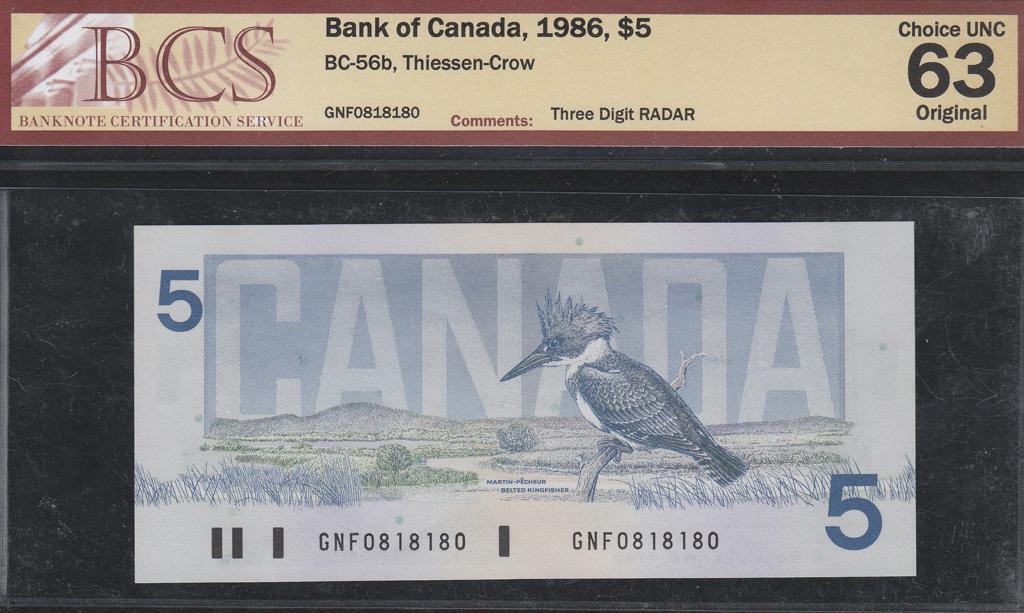 BCS
BANKNOTE CERTIFICATION SERVICE
Bank of Canada, 1986, $5
BC-56b, Thiessen-Crow
GNF0818180
Comments: Three Digit RADAR
Choice UNC
63
Original
5
CANADA
MARTIN-PÊCHEUR
BELTED KINGFISHER
5
GNF0818180 GNF0818180